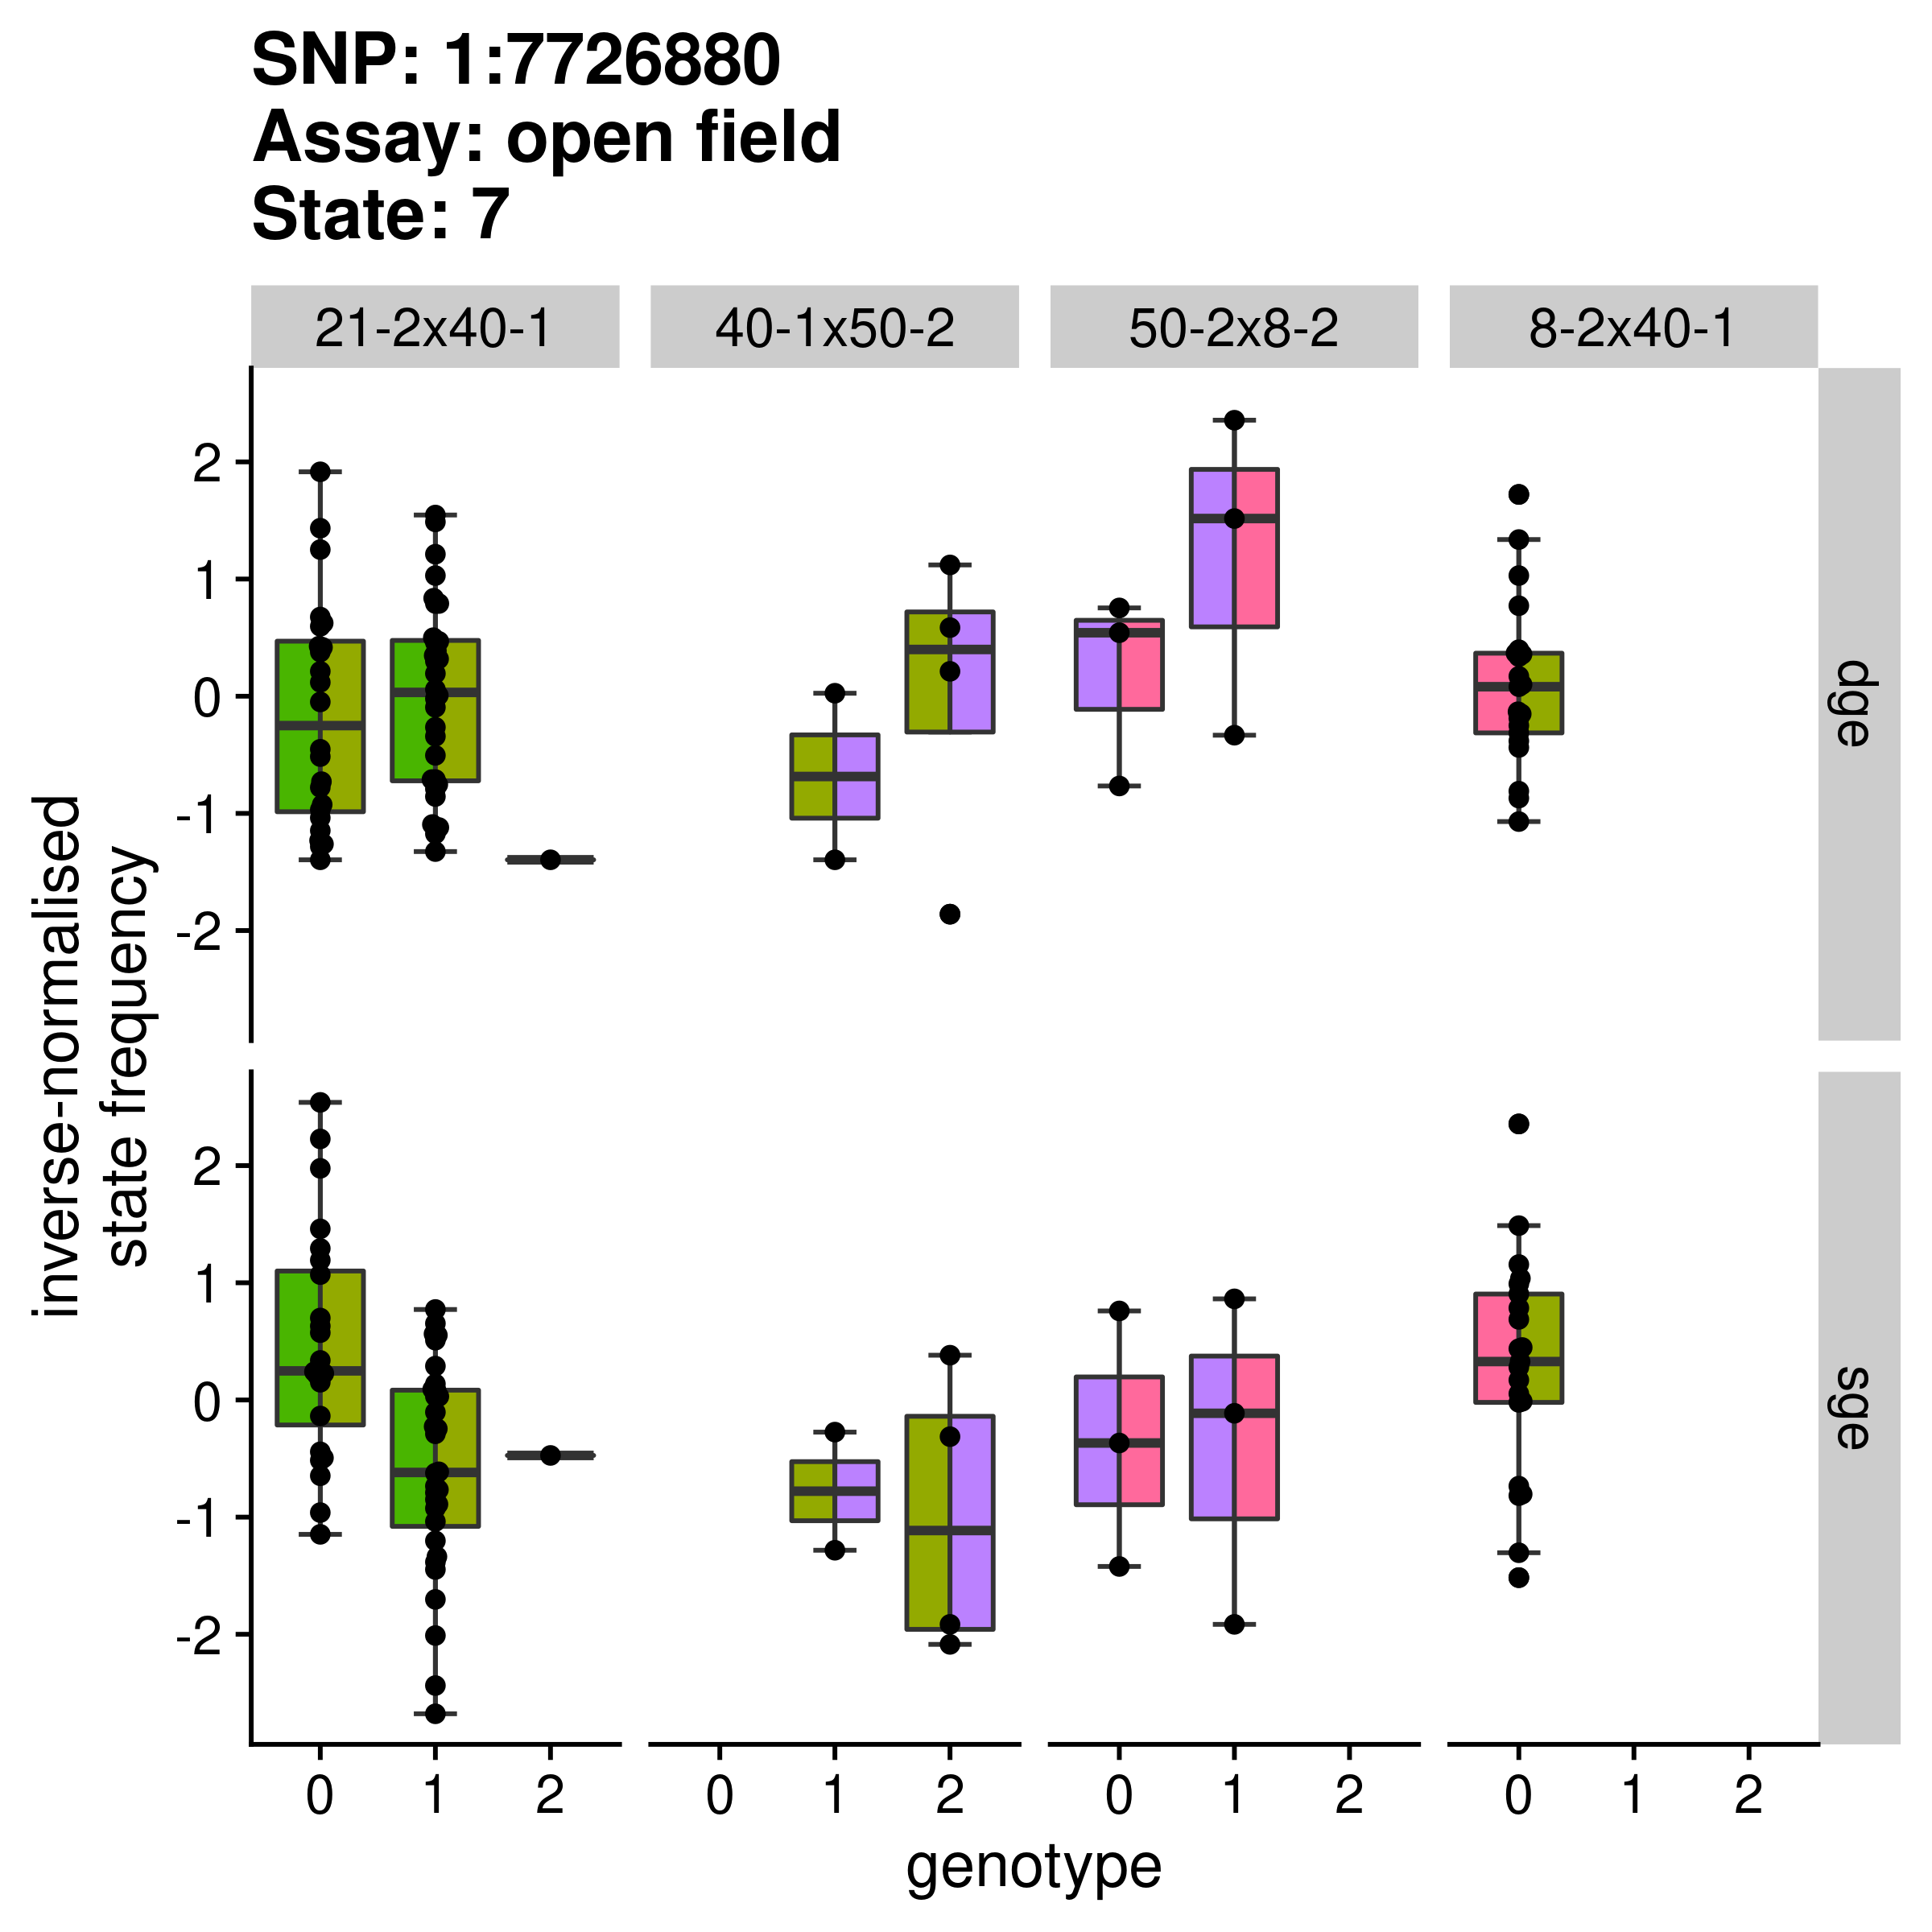 SNP: 1:7726880
Assay: open field
State: 7
21-2x40-1 40-1x50-2 50-2x8-2 8-2x40-1
2
1
0
-1
-2
dge
2
1
0
-1
-2
sge
inverse-normalised
state frequency
0 1 2 0 1 2 0 1 2 0 1 2
genotype